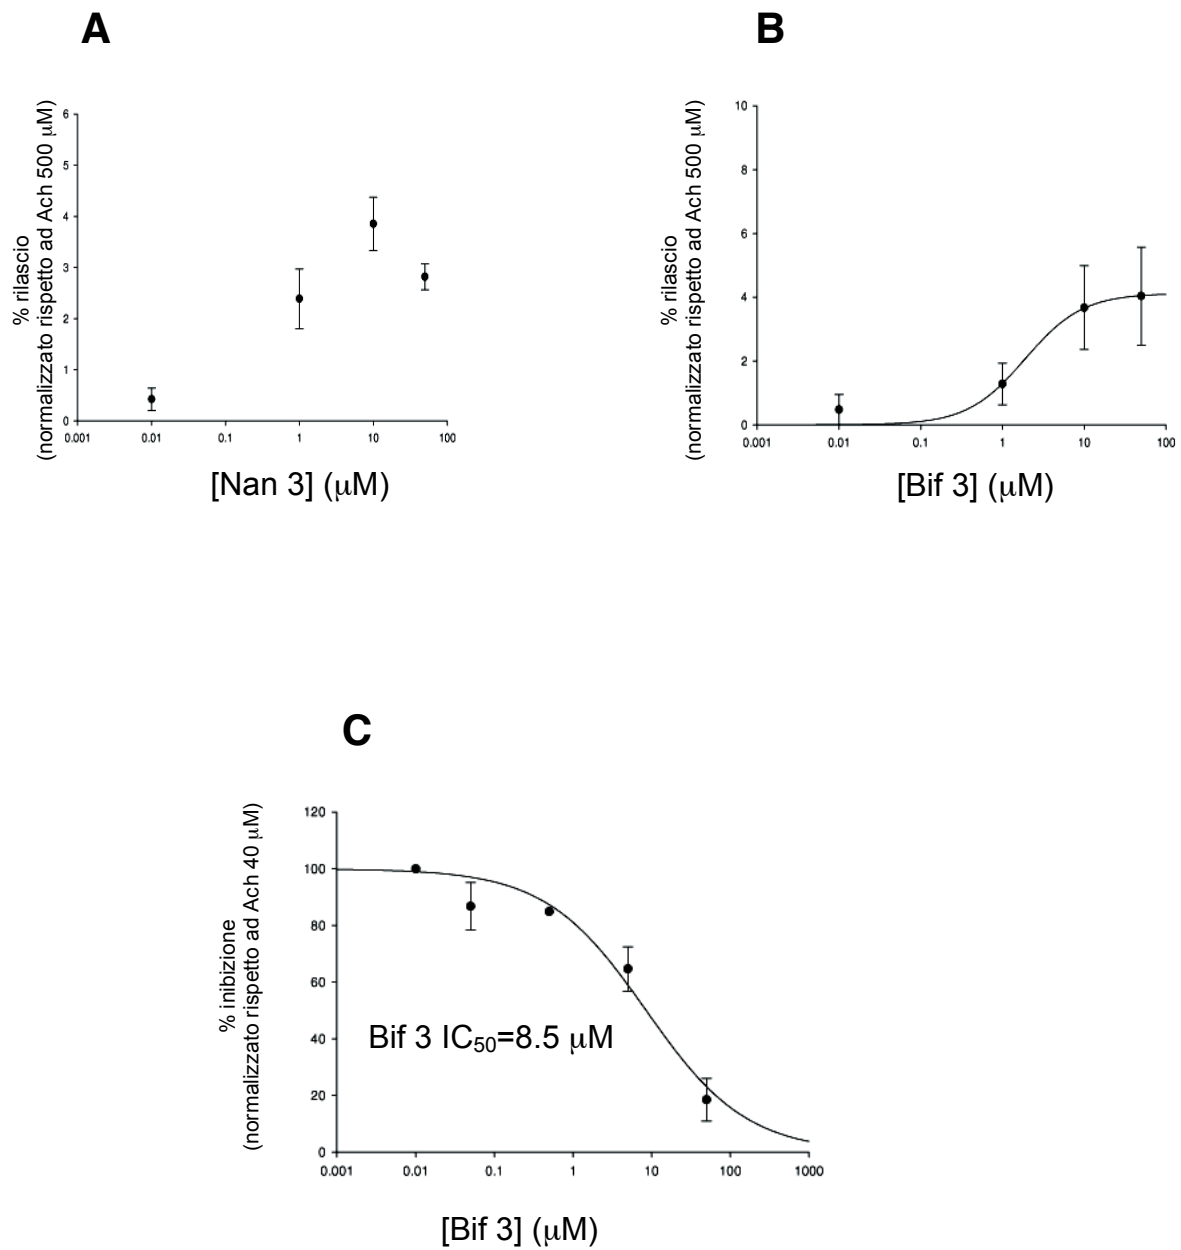 A
% rilascio
(normalizzato rispetto ad Ach 500 μM)
6
5
4
3
2
1
0
0.001 0.01 0.1 1 10 100
[Nan 3] (μM)
B
% rilascio
(normalizzato rispetto ad Ach 500 μM)
10
8
6
4
2
0
0.001 0.01 0.1 1 10 100
[Bif 3] (μM)
C
% inibizione
(normalizzato rispetto ad Ach 40 μM)
120
100
80
60
40
20
0
Bif 3 IC50=8.5 μM
0.001 0.01 0.1 1 10 100 1000
[Bif 3] (μM)